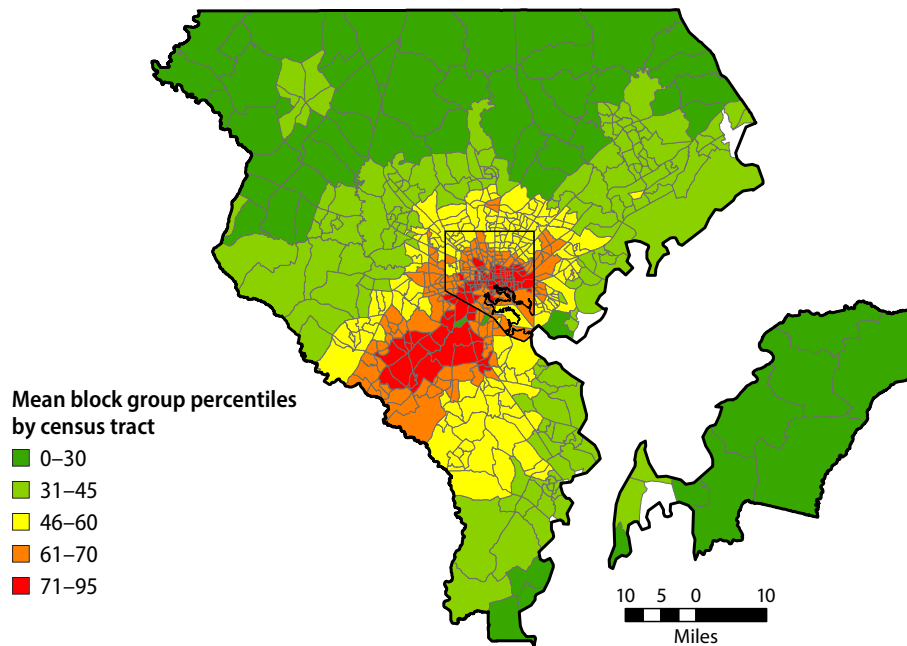 Mean block group percentiles
by census tract
0–30
31–45
46–60
61–70
71–95
10 5 0 10
Miles